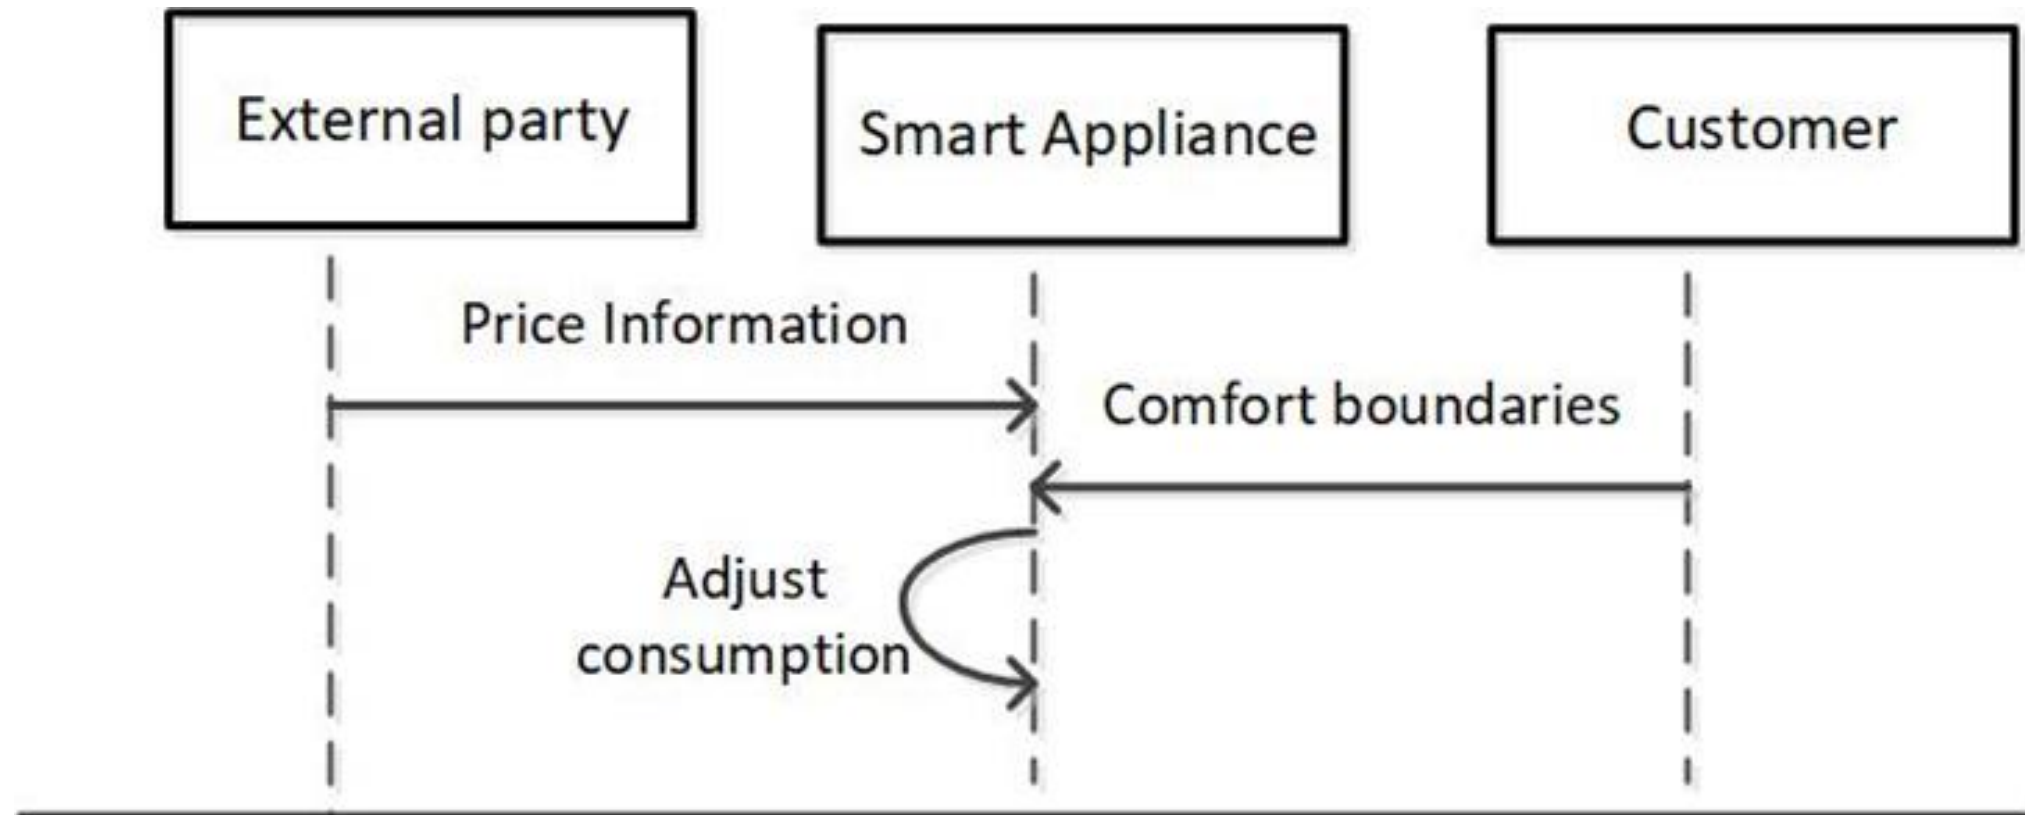 External party
Smart Appliance
Customer
Price Information
Comfort boundaries
Adjust
consumption